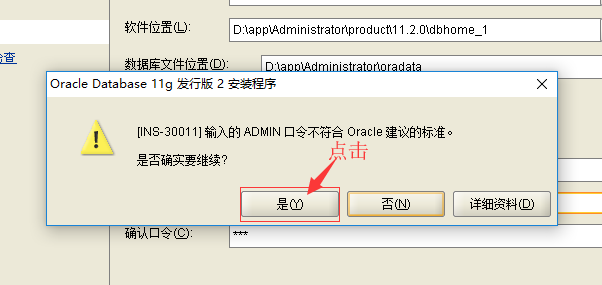 软件位置(L):
D:\app\Administrator\product\11.2.0\dbhome_1
检查
数据库文件位置(D):
D:\app\Administrator\oradata
Oracle Database 11g 发行版 2 安装程序
[INS-30011] 输入的 ADMIN 口令不符合 Oracle 建议的标准。
是否确实要继续?
点击
是(Y)
否(N)
详细资料(D)
确认口令(C):
***